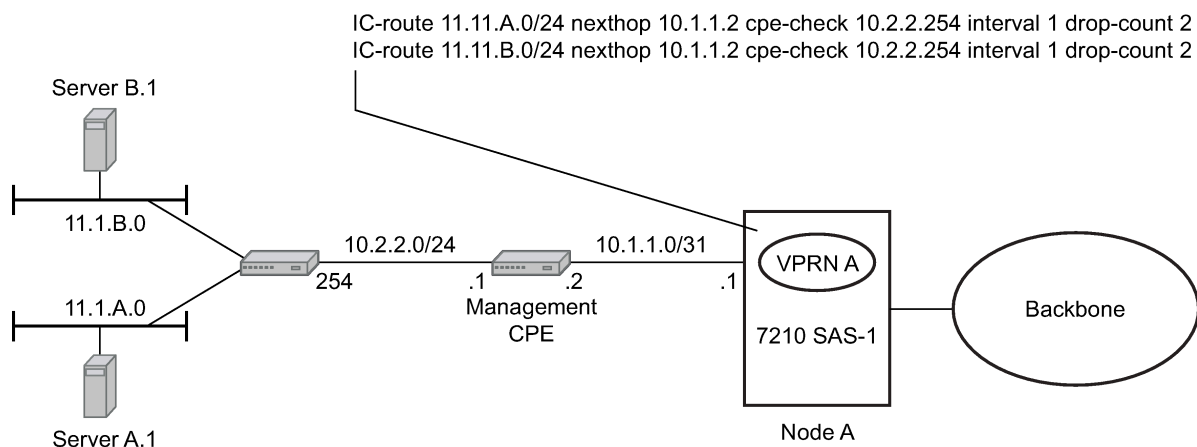 IC-route 11.11.A.0/24 nexthop 10.1.1.2 cpe-check 10.2.2.254 interval 1 drop-count 2
IC-route 11.11.B.0/24 nexthop 10.1.1.2 cpe-check 10.2.2.254 interval 1 drop-count 2
Server B.1
11.1.B.0
10.2.2.0/24
10.1.1.0/31
VPRN A
254
.1
.2
.1
Management
CPE
11.1.A.0
7210 SAS-1
Backbone
Server A.1
Node A